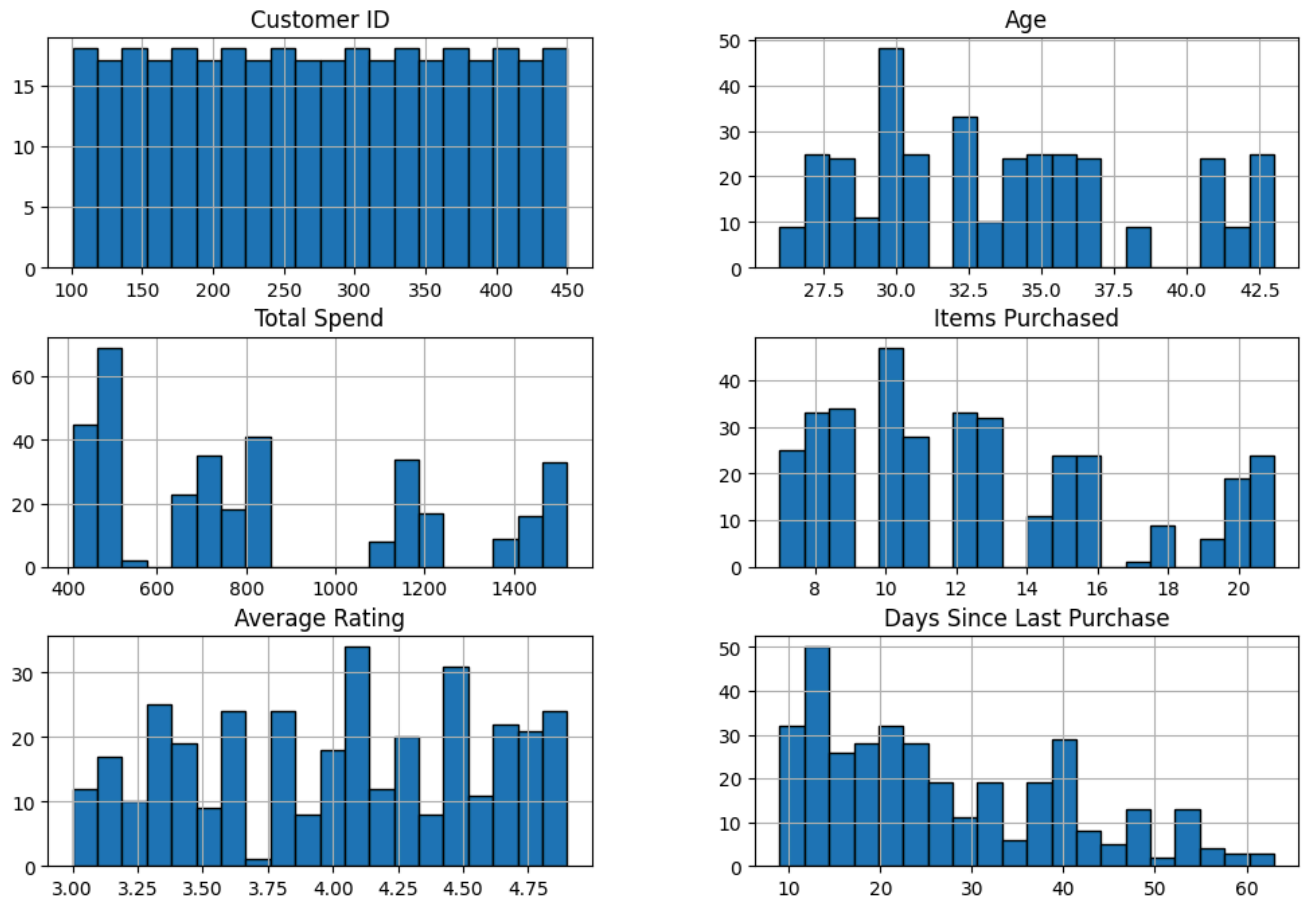 Customer ID
15
10
5
0
100 150 200 250 300 350 400 450
Age
50
40
30
20
10
0
27.5 30.0 32.5 35.0 37.5 40.0 42.5
Total Spend
60
40
20
0
400 600 800 1000 1200 1400
Items Purchased
40
30
20
10
0
8 10 12 14 16 18 20
Average Rating
30
20
10
0
3.00 3.25 3.50 3.75 4.00 4.25 4.50 4.75
Days Since Last Purchase
50
40
30
20
10
0
10 20 30 40 50 60